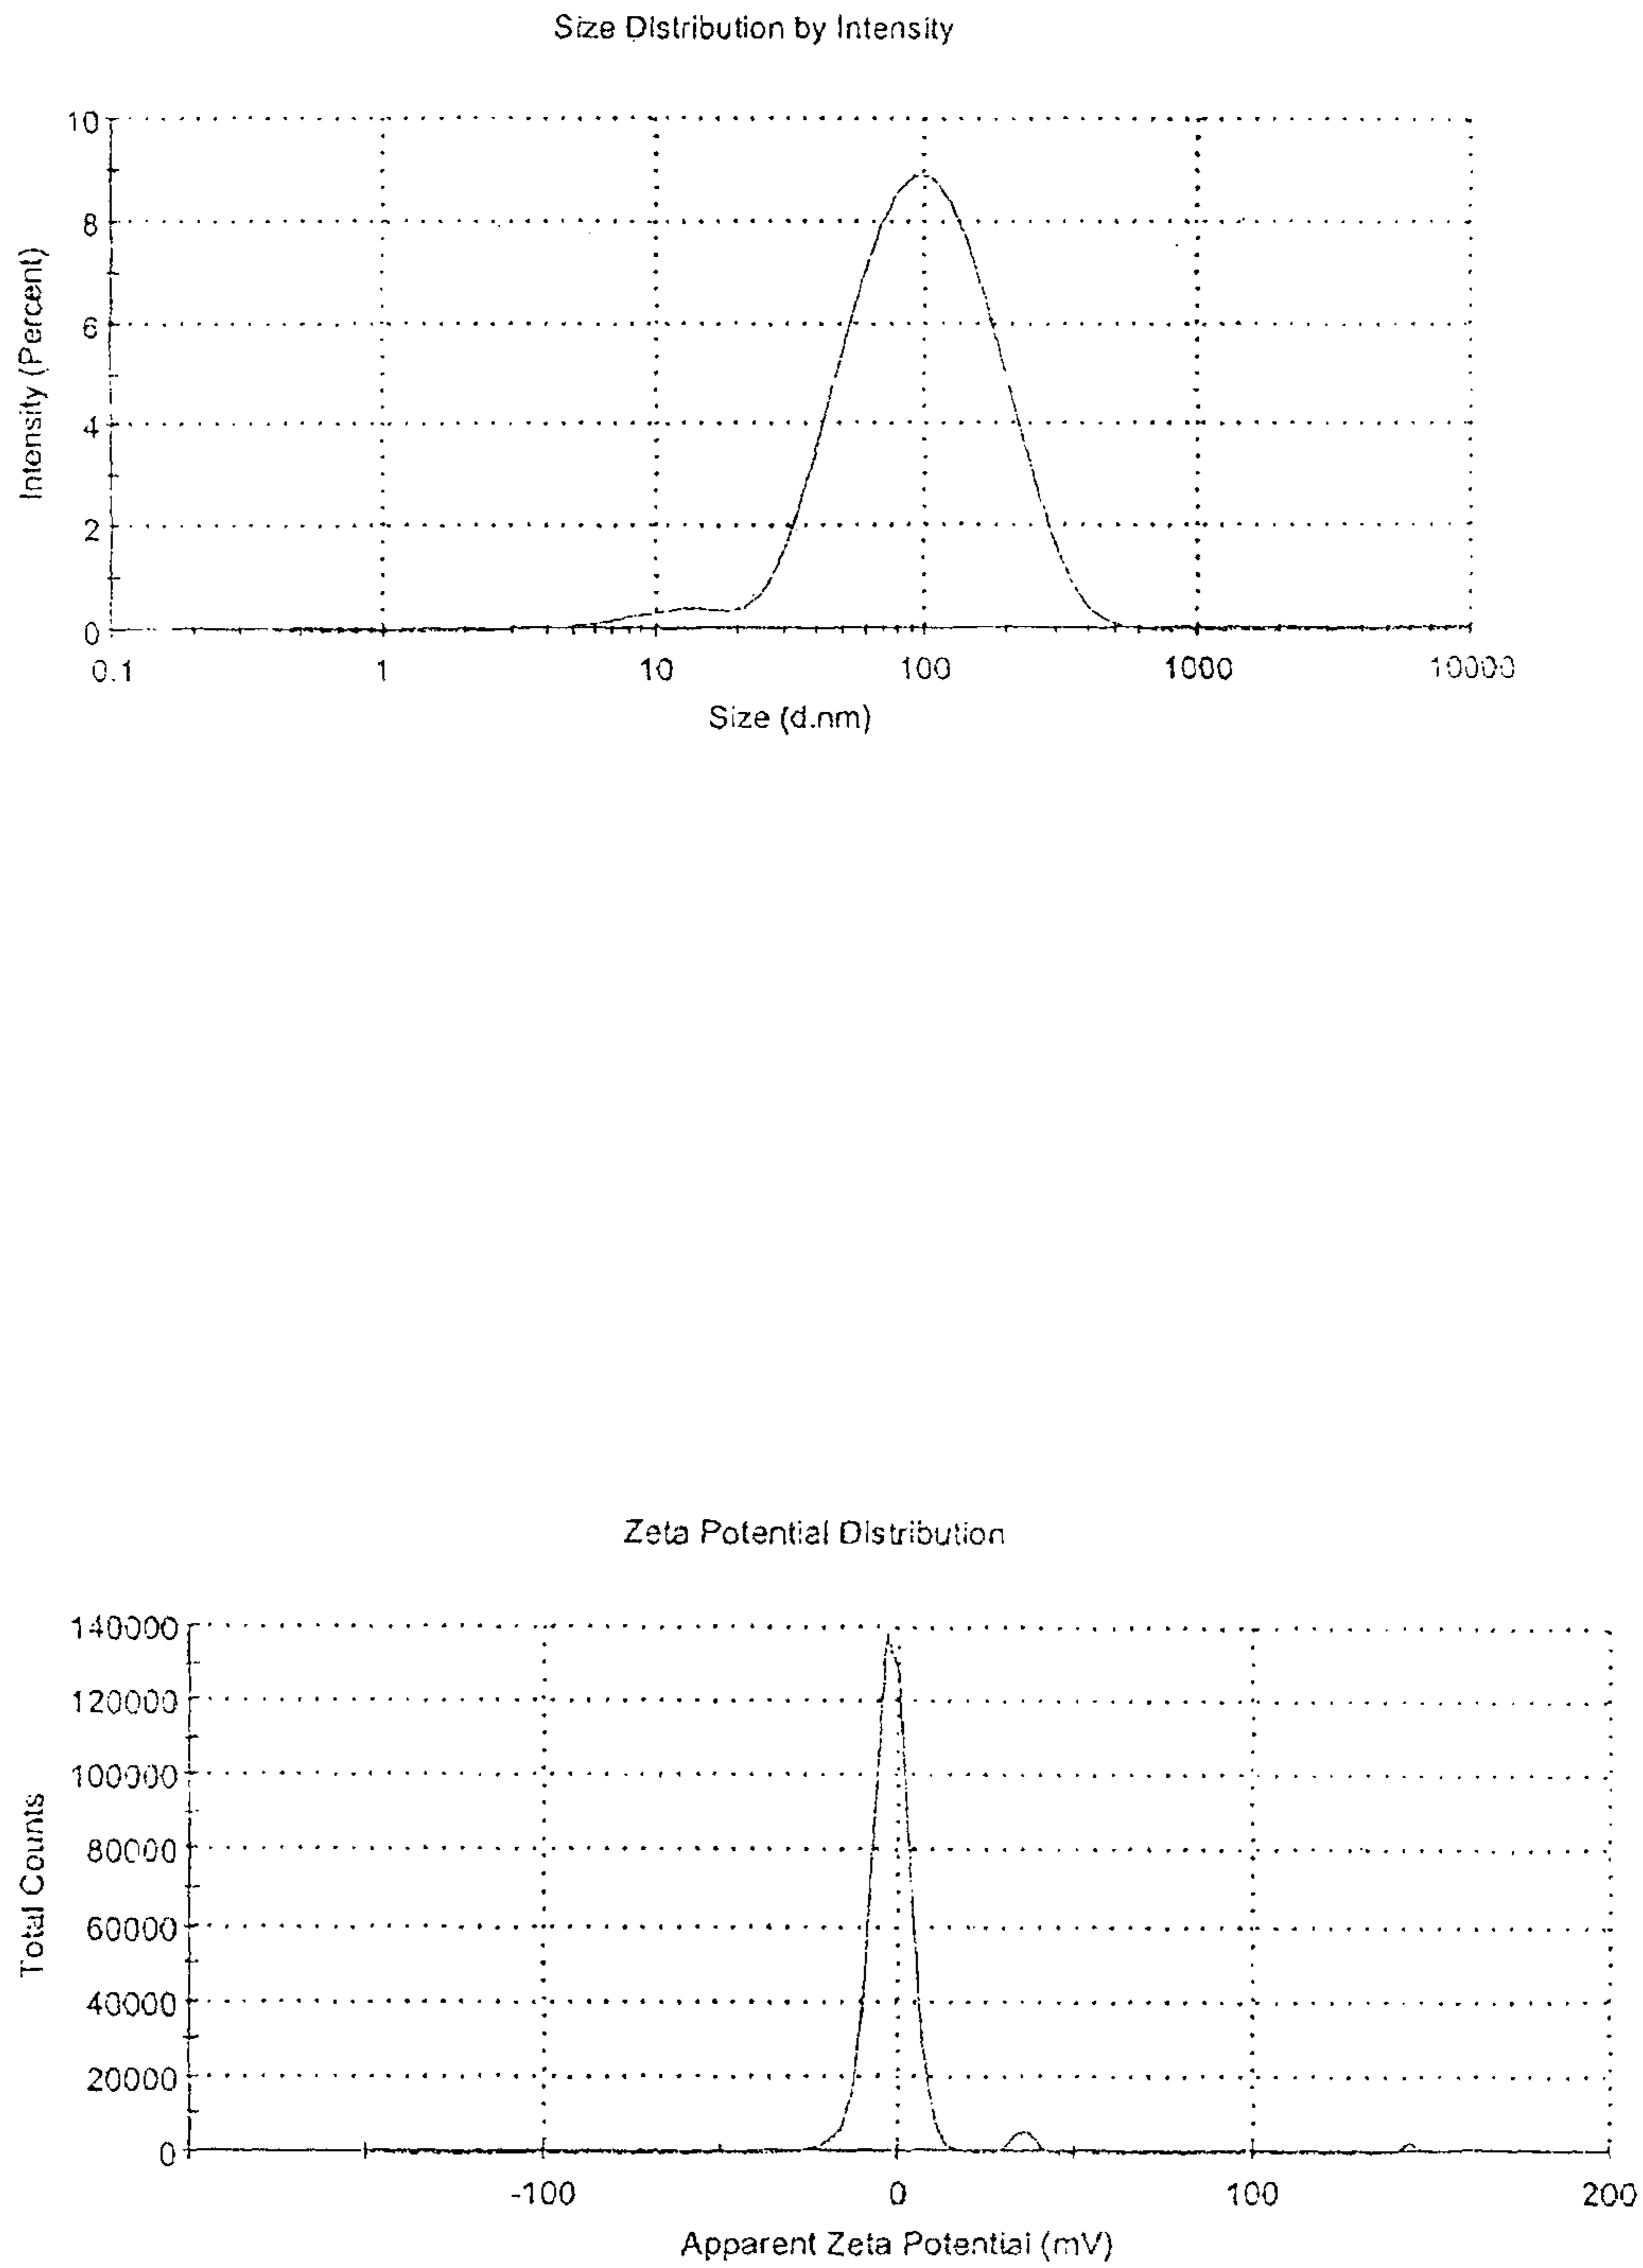 Size Distribution by Intensity
10
8
6
4
2
0
Intensity (Percent)
0.1 1 10 100 1000 10000
Size (d.nm)
Zeta Potential Distribution
140000
120000
100000
80000
60000
40000
20000
0
Total Counts
-100 0 100 200
Apparent Zeta Potential (mV)